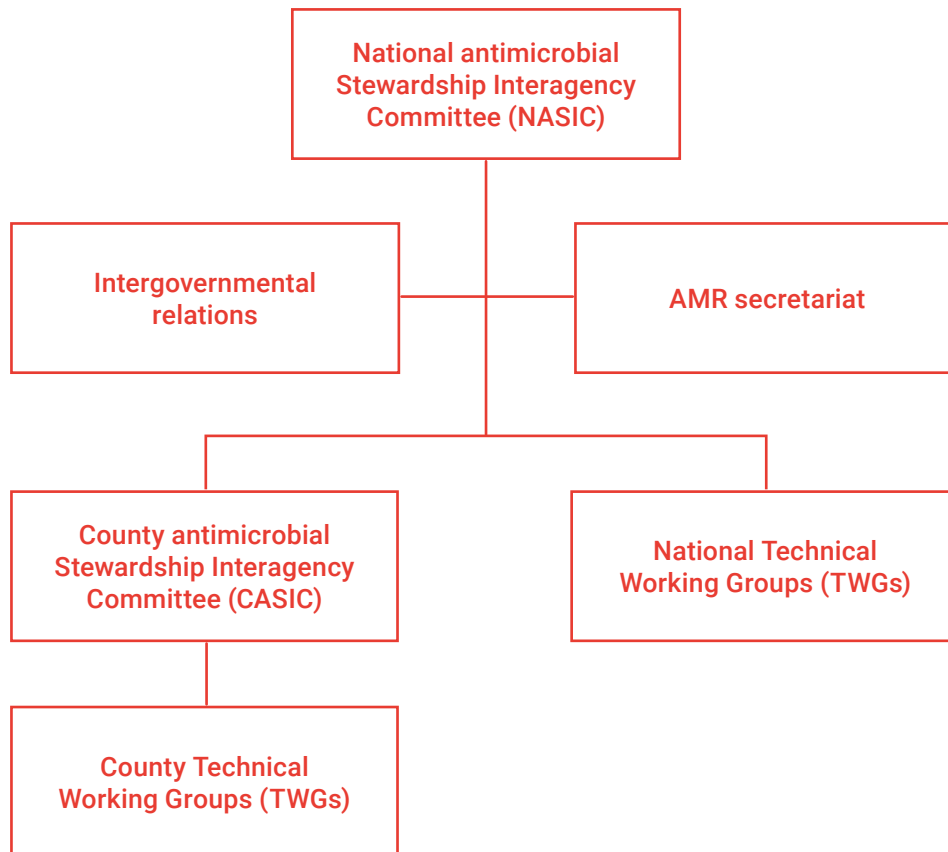 National antimicrobial
Stewardship Interagency
Committee (NASIC)
Intergovernmental
relations
AMR secretariat
County antimicrobial
Stewardship Interagency
Committee (CASIC)
National Technical
Working Groups (TWGs)
County Technical
Working Groups (TWGs)